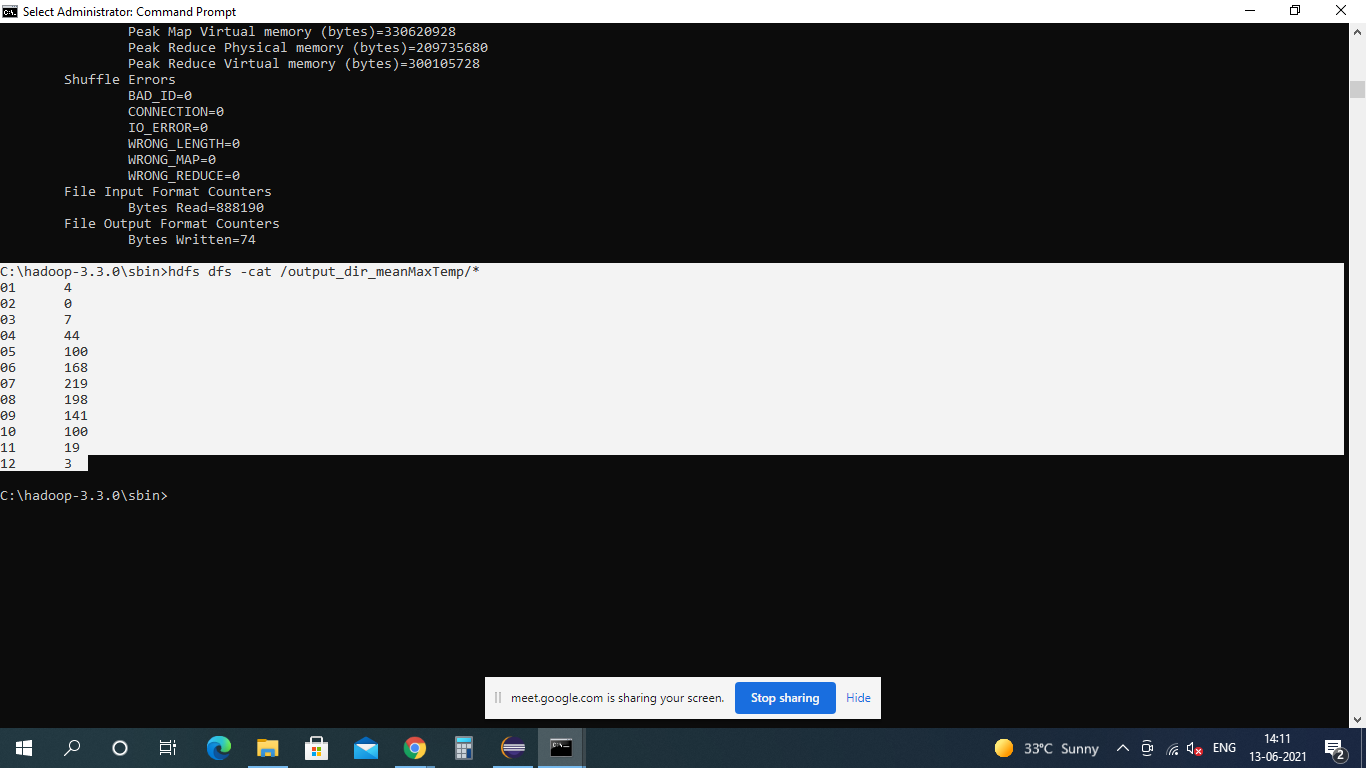 Select Administrator: Command Prompt
Peak Map Virtual memory (bytes)=330620928
Peak Reduce Physical memory (bytes)=209735680
Peak Reduce Virtual memory (bytes)=300105728
Shuffle Errors
BAD_ID=0
CONNECTION=0
IO_ERROR=0
WRONG_LENGTH=0
WRONG_MAP=0
WRONG_REDUCE=0
File Input Format Counters
Bytes Read=888190
File Output Format Counters
Bytes Written=74
C:\hadoop-3.3.0\sbin>hdfs dfs -cat /output_dir_meanMaxTemp/*
01 4
02 0
03 7
04 44
05 100
06 168
07 219
08 198
09 141
10 100
11 19
12 3
C:\hadoop-3.3.0\sbin>
meet.google.com is sharing your screen. Stop sharing Hide
33°C Sunny ENG 14:11
13-06-2021 2